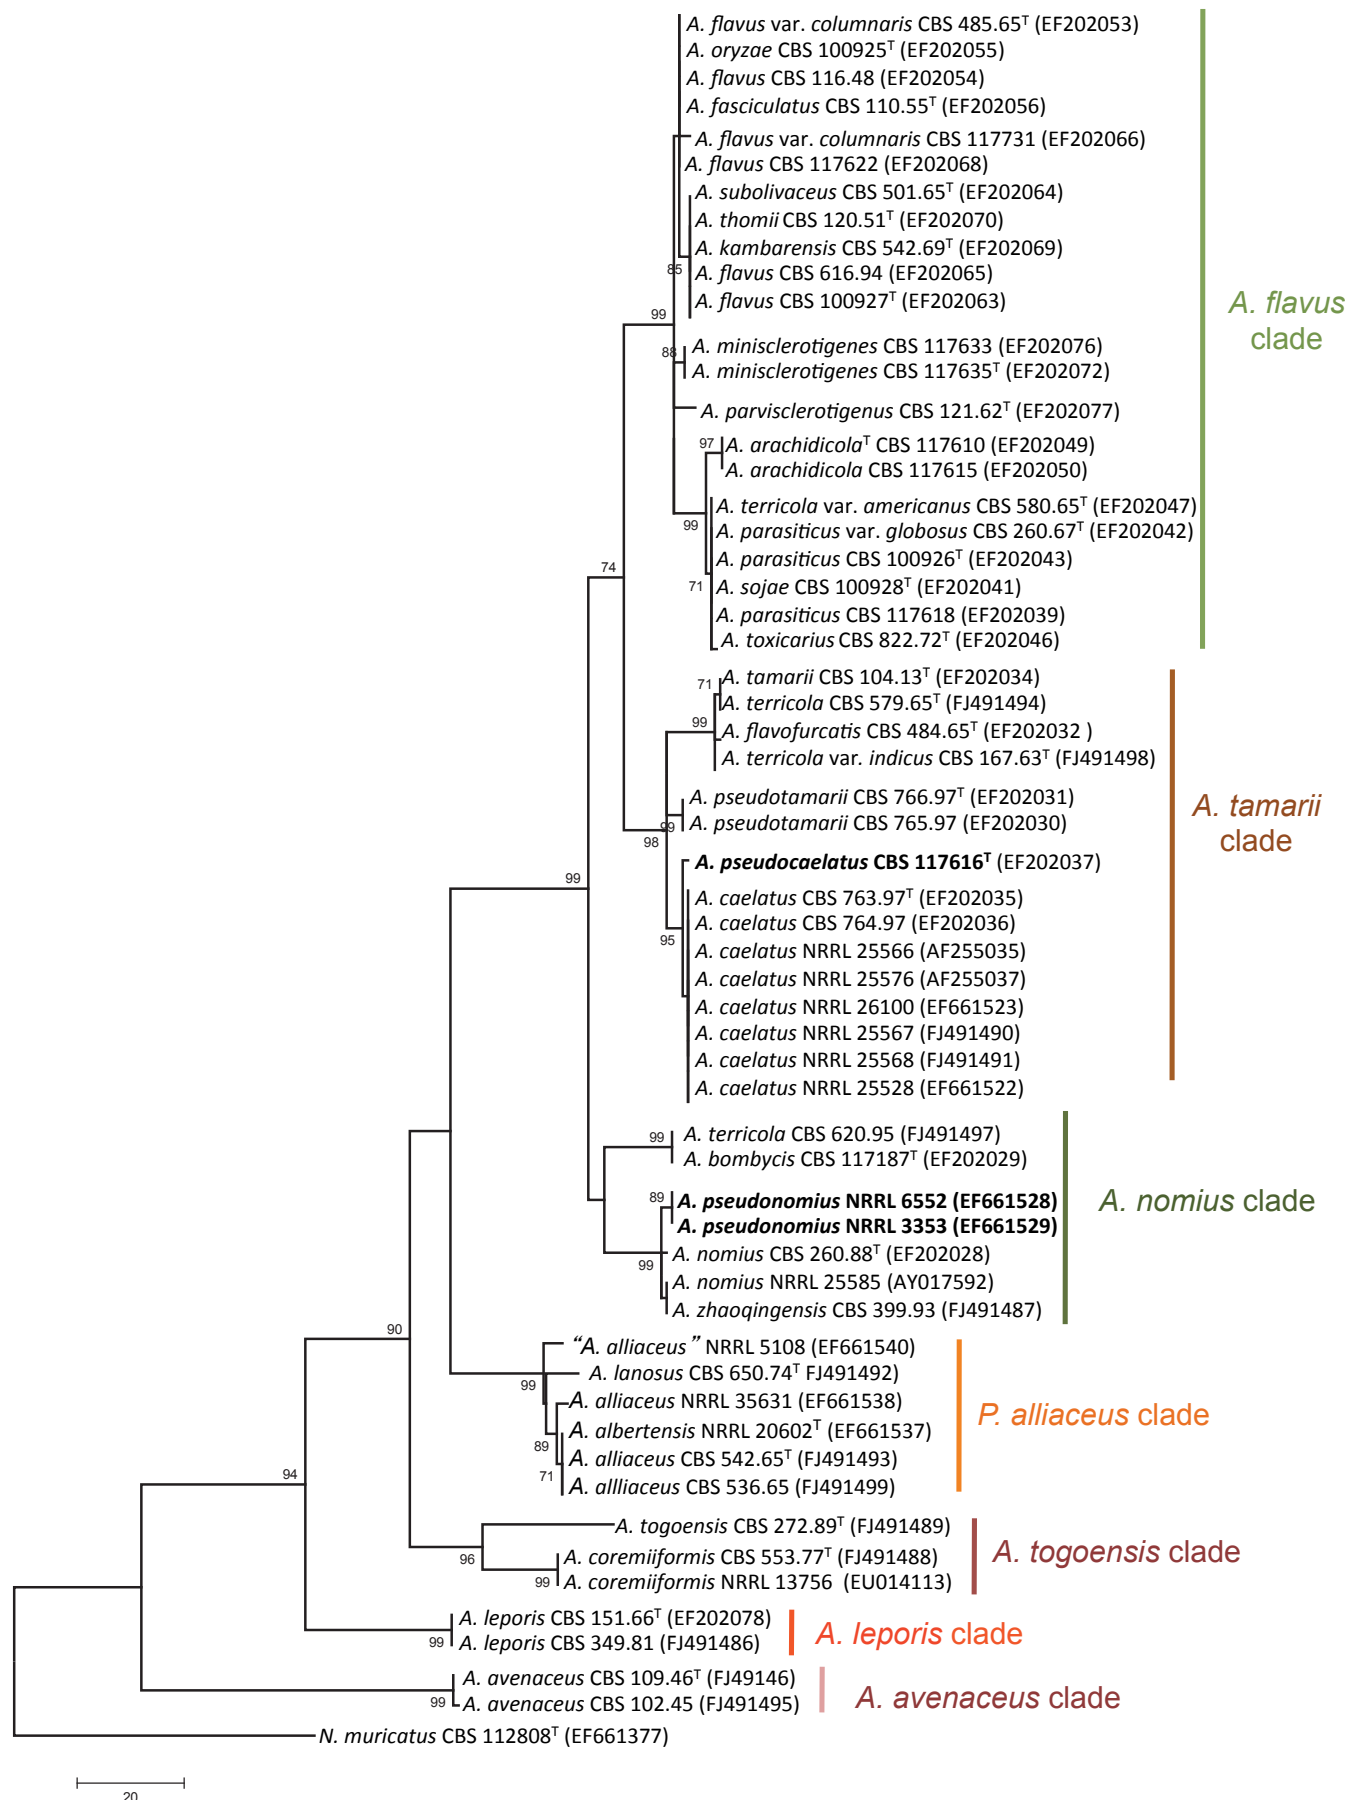 A. flavus var. columnaris CBS 485.65ᵀ (EF202053)
A. oryzae CBS 100925ᵀ (EF202055)
A. flavus CBS 116.48 (EF202054)
A. fasciculatus CBS 110.55ᵀ (EF202056)
A. flavus var. columnaris CBS 117731 (EF202066)
A. flavus CBS 117622 (EF202068)
A. subolivaceus CBS 501.65ᵀ (EF202064)
A. thomii CBS 120.51ᵀ (EF202070)
A. kambarensis CBS 542.69ᵀ (EF202069)
85
A. flavus CBS 616.94 (EF202065)
A. flavus CBS 100927ᵀ (EF202063)
A. flavus
clade
99
88
A. minisclerotigenes CBS 117633 (EF202076)
A. minisclerotigenes CBS 117635ᵀ (EF202072)
A. parvisclerotigenus CBS 121.62ᵀ (EF202077)
97
A. arachidicolaᵀ CBS 117610 (EF202049)
A. arachidicola CBS 117615 (EF202050)
A. terricola var. americanus CBS 580.65ᵀ (EF202047)
99
A. parasiticus var. globosus CBS 260.67ᵀ (EF202042)
A. parasiticus CBS 100926ᵀ (EF202043)
74
71
A. sojae CBS 100928ᵀ (EF202041)
A. parasiticus CBS 117618 (EF202039)
A. toxicarius CBS 822.72ᵀ (EF202046)
71
A. tamarii CBS 104.13ᵀ (EF202034)
A. terricola CBS 579.65ᵀ (FJ491494)
99
A. flavofurcatis CBS 484.65ᵀ (EF202032 )
A. terricola var. indicus CBS 167.63ᵀ (FJ491498)
A. pseudotamarii CBS 766.97ᵀ (EF202031)
99
A. pseudotamarii CBS 765.97 (EF202030)
A. tamarii
clade
98
A. pseudocaelatus CBS 117616ᵀ (EF202037)
99
A. caelatus CBS 763.97ᵀ (EF202035)
A. caelatus CBS 764.97 (EF202036)
95
A. caelatus NRRL 25566 (AF255035)
A. caelatus NRRL 25576 (AF255037)
A. caelatus NRRL 26100 (EF661523)
A. caelatus NRRL 25567 (FJ491490)
A. caelatus NRRL 25568 (FJ491491)
A. caelatus NRRL 25528 (EF661522)
99
A. terricola CBS 620.95 (FJ491497)
A. bombycis CBS 117187ᵀ (EF202029)
89
A. pseudonomius NRRL 6552 (EF661528)
A. pseudonomius NRRL 3353 (EF661529)
A. nomius clade
A. nomius CBS 260.88ᵀ (EF202028)
99
A. nomius NRRL 25585 (AY017592)
A. zhaoqingensis CBS 399.93 (FJ491487)
90
“A. alliaceus” NRRL 5108 (EF661540)
A. lanosus CBS 650.74ᵀ FJ491492)
99
A. alliaceus NRRL 35631 (EF661538)
P. alliaceus clade
A. albertensis NRRL 20602ᵀ (EF661537)
89
A. alliaceus CBS 542.65ᵀ (FJ491493)
71
A. allliaceus CBS 536.65 (FJ491499)
94
A. togoensis CBS 272.89ᵀ (FJ491489)
96
A. coremiiformis CBS 553.77ᵀ (FJ491488)
99
A. coremiiformis NRRL 13756 (EU014113)
A. togoensis clade
A. leporis CBS 151.66ᵀ (EF202078)
99
A. leporis CBS 349.81 (FJ491486)
A. leporis clade
A. avenaceus CBS 109.46ᵀ (FJ49146)
99
A. avenaceus CBS 102.45 (FJ491495)
A. avenaceus clade
N. muricatus CBS 112808ᵀ (EF661377)
20